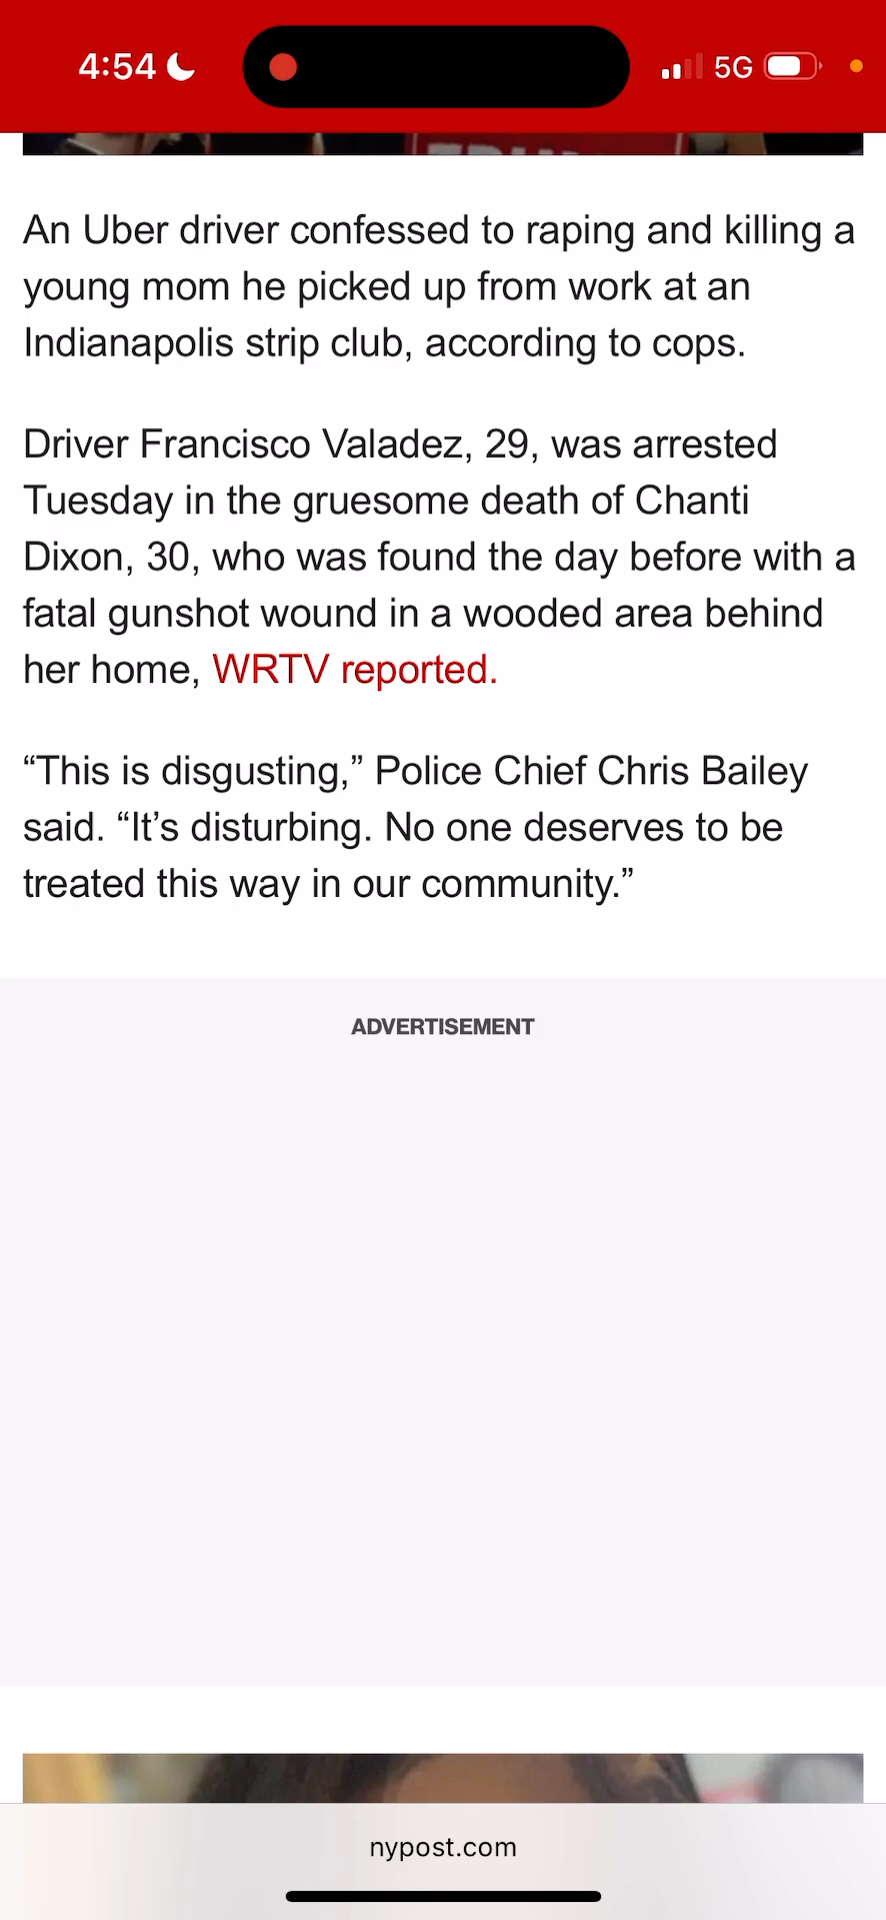 4:54
5G
An Uber driver confessed to raping and killing a
young mom he picked up from work at an
Indianapolis strip club, according to cops.
Driver Francisco Valadez, 29, was arrested
Tuesday in the gruesome death of Chanti
Dixon, 30, who was found the day before with a
fatal gunshot wound in a wooded area behind
her home, WRTV reported.
“This is disgusting,” Police Chief Chris Bailey
said. “It’s disturbing. No one deserves to be
treated this way in our community.”
ADVERTISEMENT
nypost.com